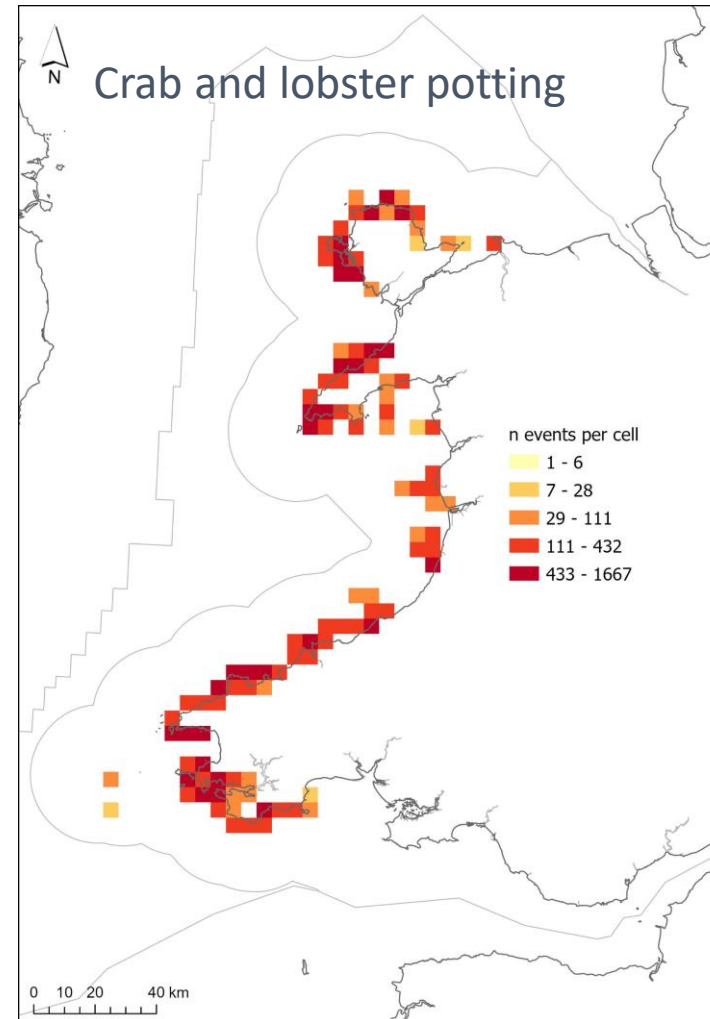 N
Crab and lobster potting
n events per cell
1 - 6
7 - 28
29 - 111
111 - 432
433 - 1667
0 10 20 40 km